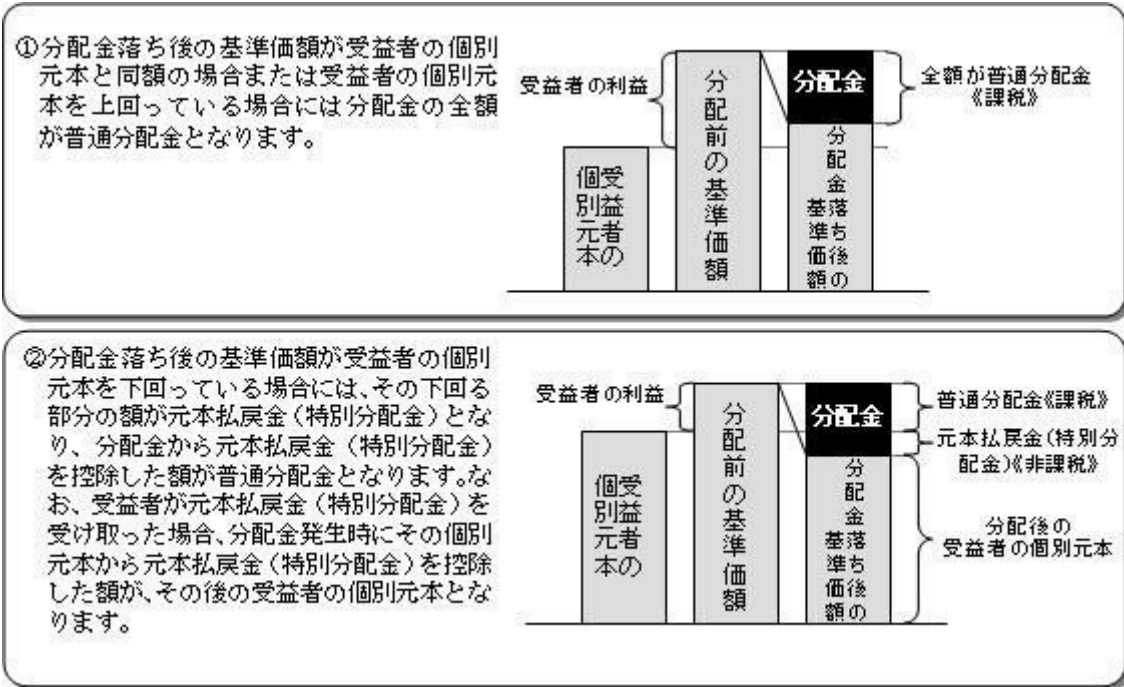 ①分配金落ち後の基準価額が受益者の個別
元本と同額の場合または受益者の個別元
本を上回っている場合には分配金の全額
が普通分配金となります。
受益者の利益
受益者の
個別元本
分配前の基準価額
分配金
分配金落ち後の
基準価額
全額が普通分配金
《課税》
②分配金落ち後の基準価額が受益者の個別
元本を下回っている場合には、その下回る
部分の額が元本払戻金(特別分配金)とな
り、分配金から元本払戻金(特別分配金)
を控除した額が普通分配金となります。な
お、受益者が元本払戻金(特別分配金)を
受け取った場合、分配金発生時にその個別
元本から元本払戻金(特別分配金)を控除
した額が、その後の受益者の個別元本とな
ります。
受益者の利益
受益者の
個別元本
分配前の基準価額
分配金
分配金落ち後の
基準価額
普通分配金《課税》
元本払戻金(特別分
配金)《非課税》
分配後の
受益者の個別元本